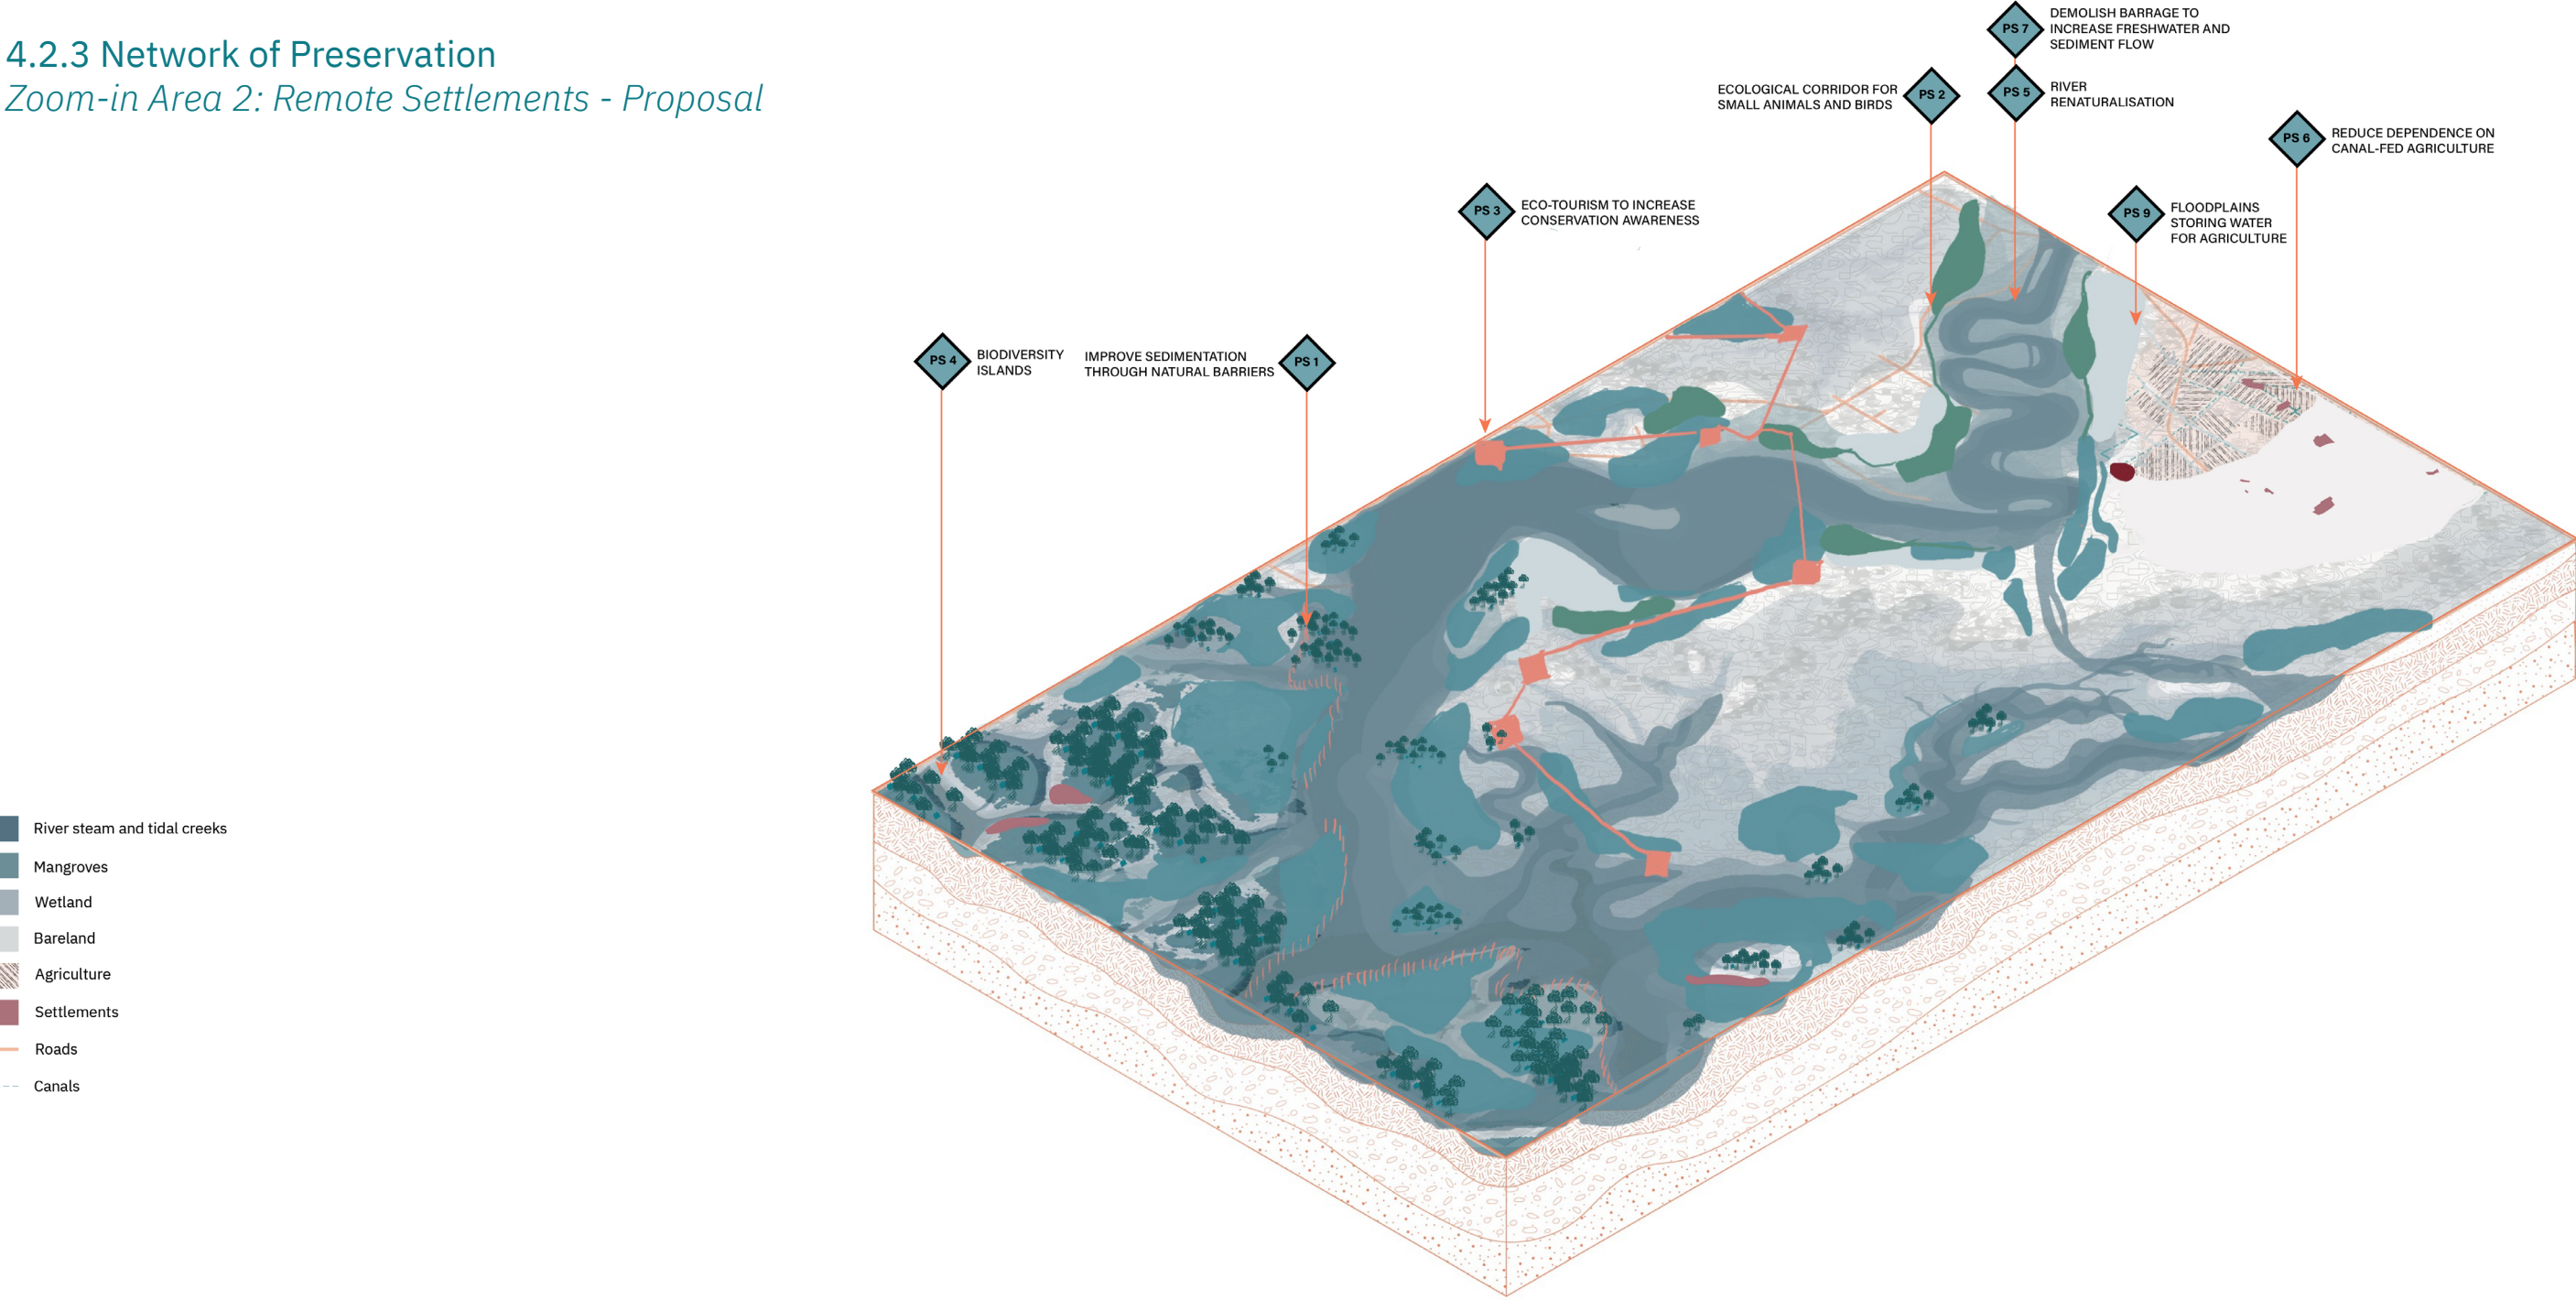 4.2.3 Network of Preservation
Zoom-in Area 2: Remote Settlements - Proposal
PS 7
DEMOLISH BARRAGE TO
INCREASE FRESHWATER AND
SEDIMENT FLOW
ECOLOGICAL CORRIDOR FOR
SMALL ANIMALS AND BIRDS
PS 2
PS 5
RIVER
RENATURALISATION
PS 6
REDUCE DEPENDENCE ON
CANAL-FED AGRICULTURE
PS 3
ECO-TOURISM TO INCREASE
CONSERVATION AWARENESS
PS 9
FLOODPLAINS
STORING WATER
FOR AGRICULTURE
PS 4
BIODIVERSITY
ISLANDS
IMPROVE SEDIMENTATION
THROUGH NATURAL BARRIERS
PS 1
River steam and tidal creeks
Mangroves
Wetland
Bareland
Agriculture
Settlements
Roads
Canals